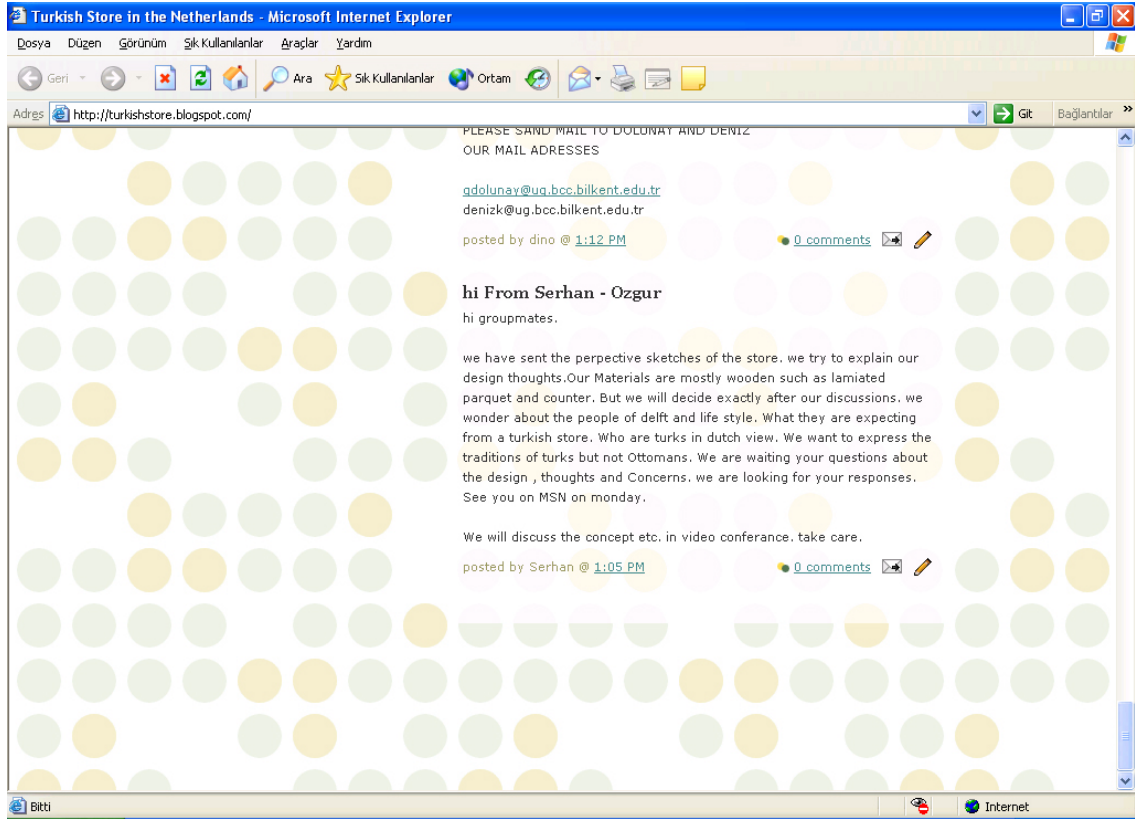 Turkish Store in the Netherlands - Microsoft Internet Explorer
Dosya Düzen Görünüm Sık Kullanılanlar Araçlar Yardım
Geri Ara Sık Kullanılanlar Ortam
Adres http://turkishstore.blogspot.com/ Git Bağlantılar »
PLEASE SAND MAIL TO DOLUNAY AND DENIZ
OUR MAIL ADRESSES
gdolunay@ug.bcc.bilkent.edu.tr
denizk@ug.bcc.bilkent.edu.tr
posted by dino @ 1:12 PM 0 comments
hi From Serhan - Ozgur
hi groupmates.
we have sent the perpective sketches of the store. we try to explain our
design thoughts.Our Materials are mostly wooden such as lamiated
parquet and counter. But we will decide exactly after our discussions. we
wonder about the people of delft and life style. What they are expecting
from a turkish store. Who are turks in dutch view. We want to express the
traditions of turks but not Ottomans. We are waiting your questions about
the design , thoughts and Concerns. we are looking for your responses.
See you on MSN on monday.
We will discuss the concept etc. in video conferance. take care.
posted by Serhan @ 1:05 PM 0 comments
Bitti Internet